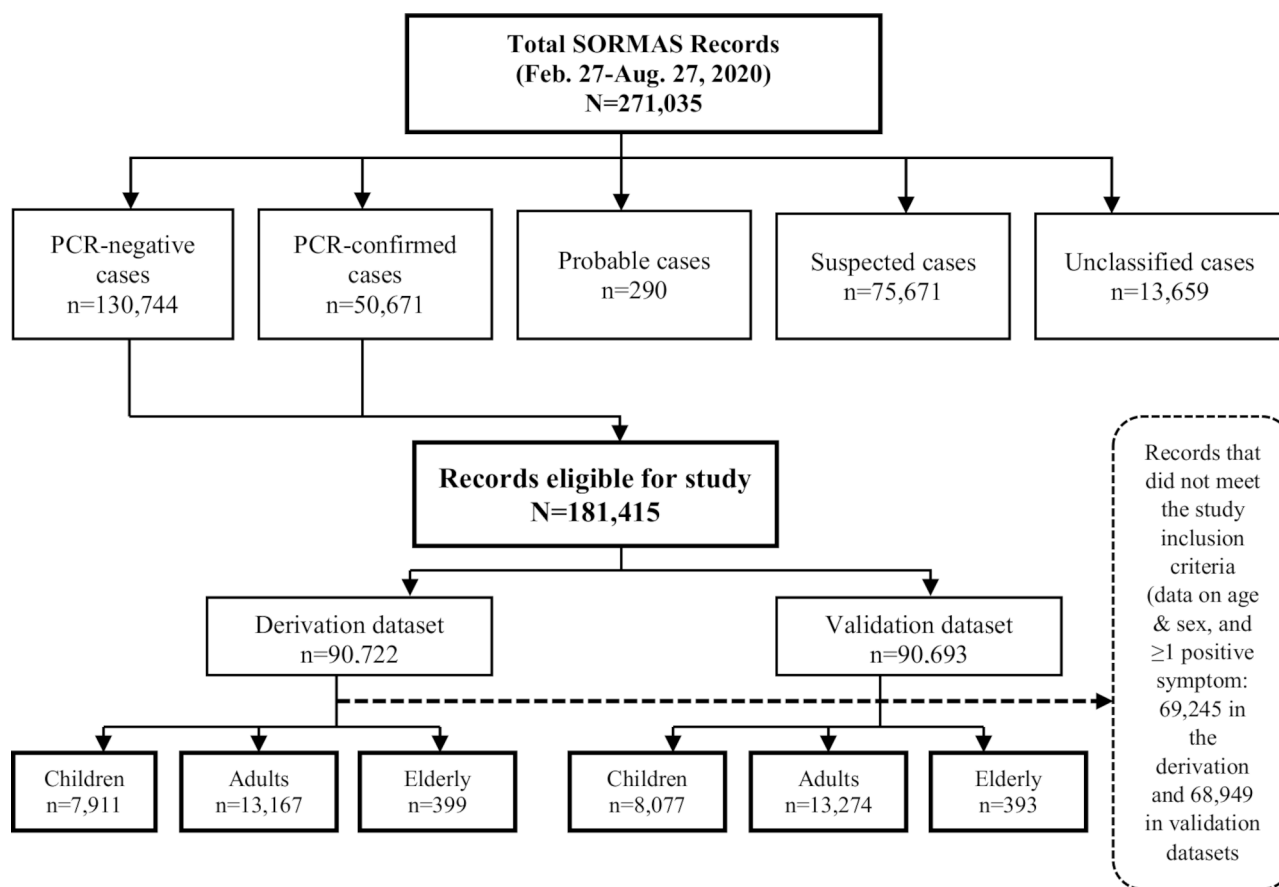 Total SORMAS Records
(Feb. 27-Aug. 27, 2020)
N=271,035
PCR-negative
cases
n=130,744
PCR-confirmed
cases
n=50,671
Probable cases
n=290
Suspected cases
n=75,671
Unclassified cases
n=13,659
Records eligible for study
N=181,415
Derivation dataset
n=90,722
Validation dataset
n=90,693
Children
n=7,911
Adults
n=13,167
Elderly
n=399
Children
n=8,077
Adults
n=13,274
Elderly
n=393
Records that
did not meet
the study
inclusion
criteria
(data on age
& sex, and
≥1 positive
symptom:
69,245 in
the
derivation
and 68,949
in validation
datasets